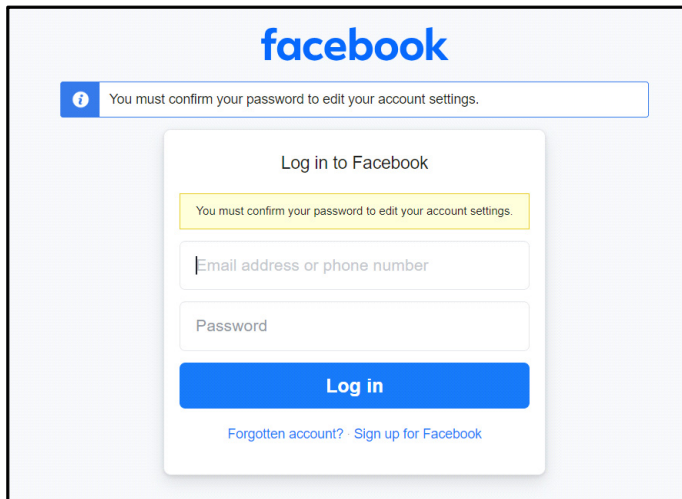 facebook
You must confirm your password to edit your account settings.
Log in to Facebook
You must confirm your password to edit your account settings.
Email address or phone number
Password
Log in
Forgotten account? · Sign up for Facebook